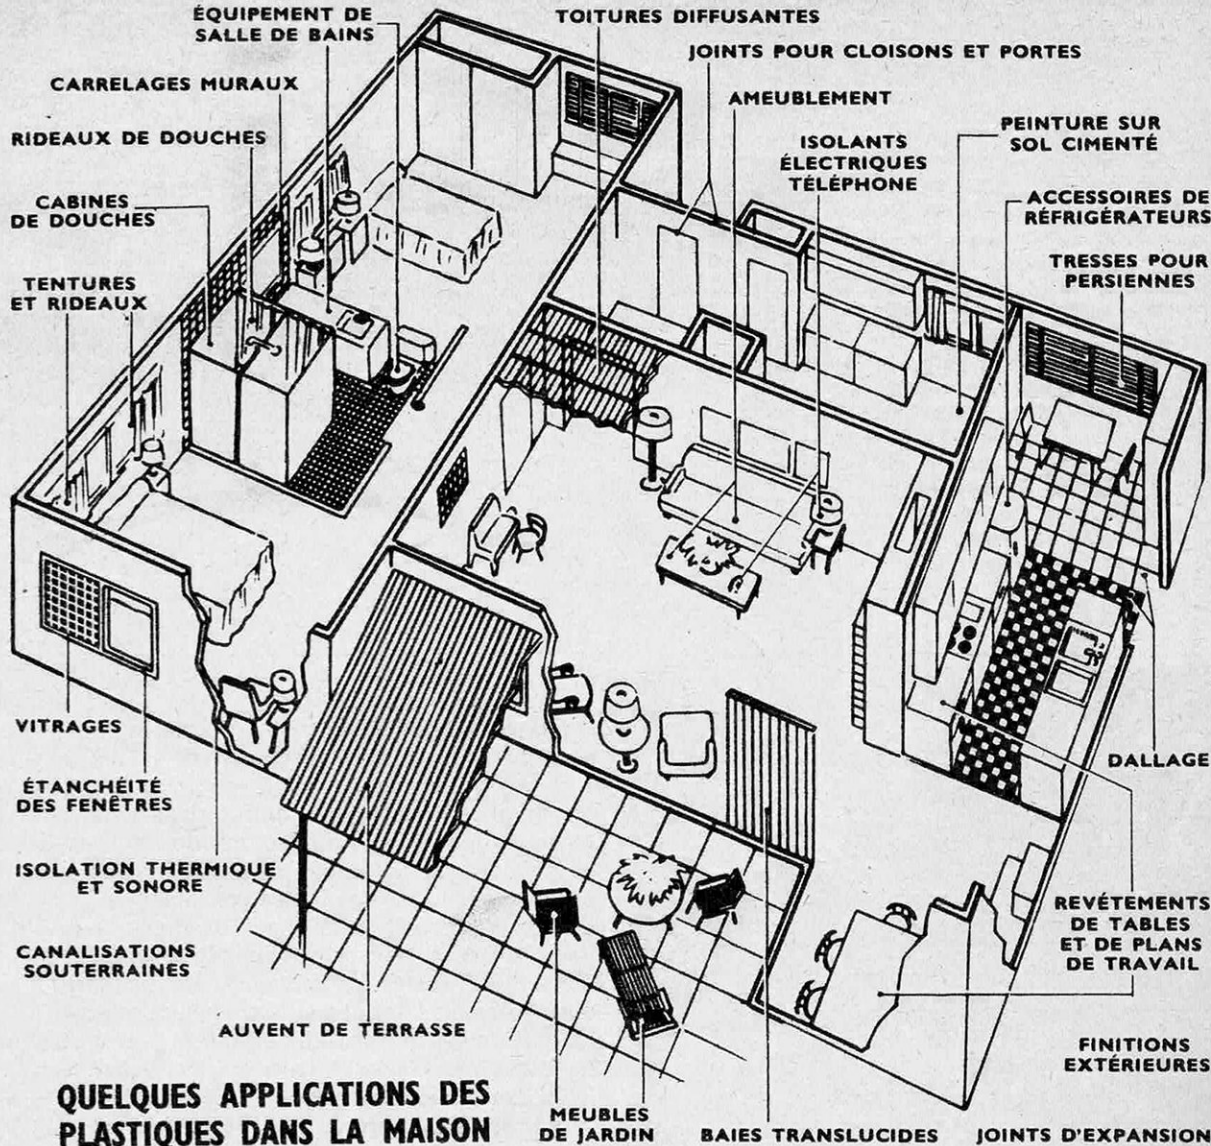 ÉQUIPEMENT DE
SALLE DE BAINS
TOITURES DIFFUSANTES
JOINTS POUR CLOISONS ET PORTES
CARRELAGES MURAUX
AMEUBLEMENT
RIDEAUX DE DOUCHES
ISOLANTS
ÉLECTRIQUES
TÉLÉPHONE
PEINTURE SUR
SOL CIMENTÉ
CABINES
DE DOUCHES
ACCESSOIRES DE
RÉFRIGÉRATEURS
TENTURES
ET RIDEAUX
TRESSES POUR
PERSIENNES
VITRAGES
DALLAGE
ÉTANCHÉITÉ
DES FENÊTRES
ISOLATION THERMIQUE
ET SONORE
REVÉTEMENTS
DE TABLES
ET DE PLANS
DE TRAVAIL
CANALISATIONS
SOUTERRAINES
AUVENT DE TERRASSE
FINITIONS
EXTÉRIEURES
QUELQUES APPLICATIONS DES
PLASTIQUES DANS LA MAISON
MEUBLES
DE JARDIN
BAIES TRANSLUCIDES
JOINTS D'EXPANSION